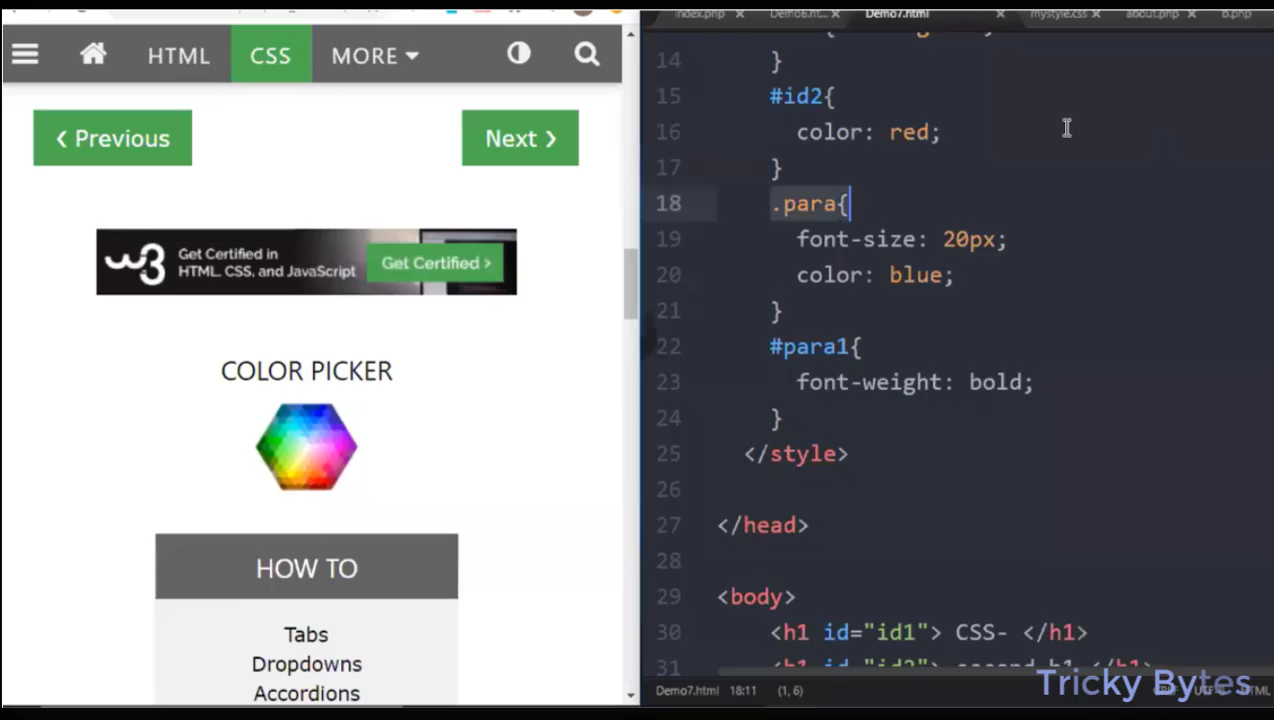 HTML CSS MORE
Previous
Next
w3
Get Certified in
HTML, CSS, and JavaScript
Get Certified >
COLOR PICKER
HOW TO
Tabs
Dropdowns
Accordions
index.php Demo6.ht... Demo7.html mystyle.css about.php b.php
14 }
15 #id2{
16 color: red;
17 }
18 .para{
19 font-size: 20px;
20 color: blue;
21 }
22 #para1{
23 font-weight: bold;
24 }
25 </style>
26
27 </head>
28
29 <body>
30 <h1 id="id1"> CSS- </h1>
31
Demo7.html 18:11 (1, 6)
Tricky Bytes